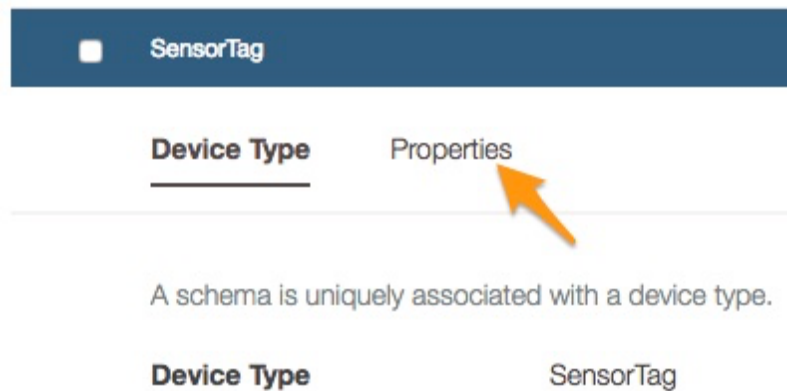 SensorTag
Device Type Properties
A schema is uniquely associated with a device type.
Device Type SensorTag